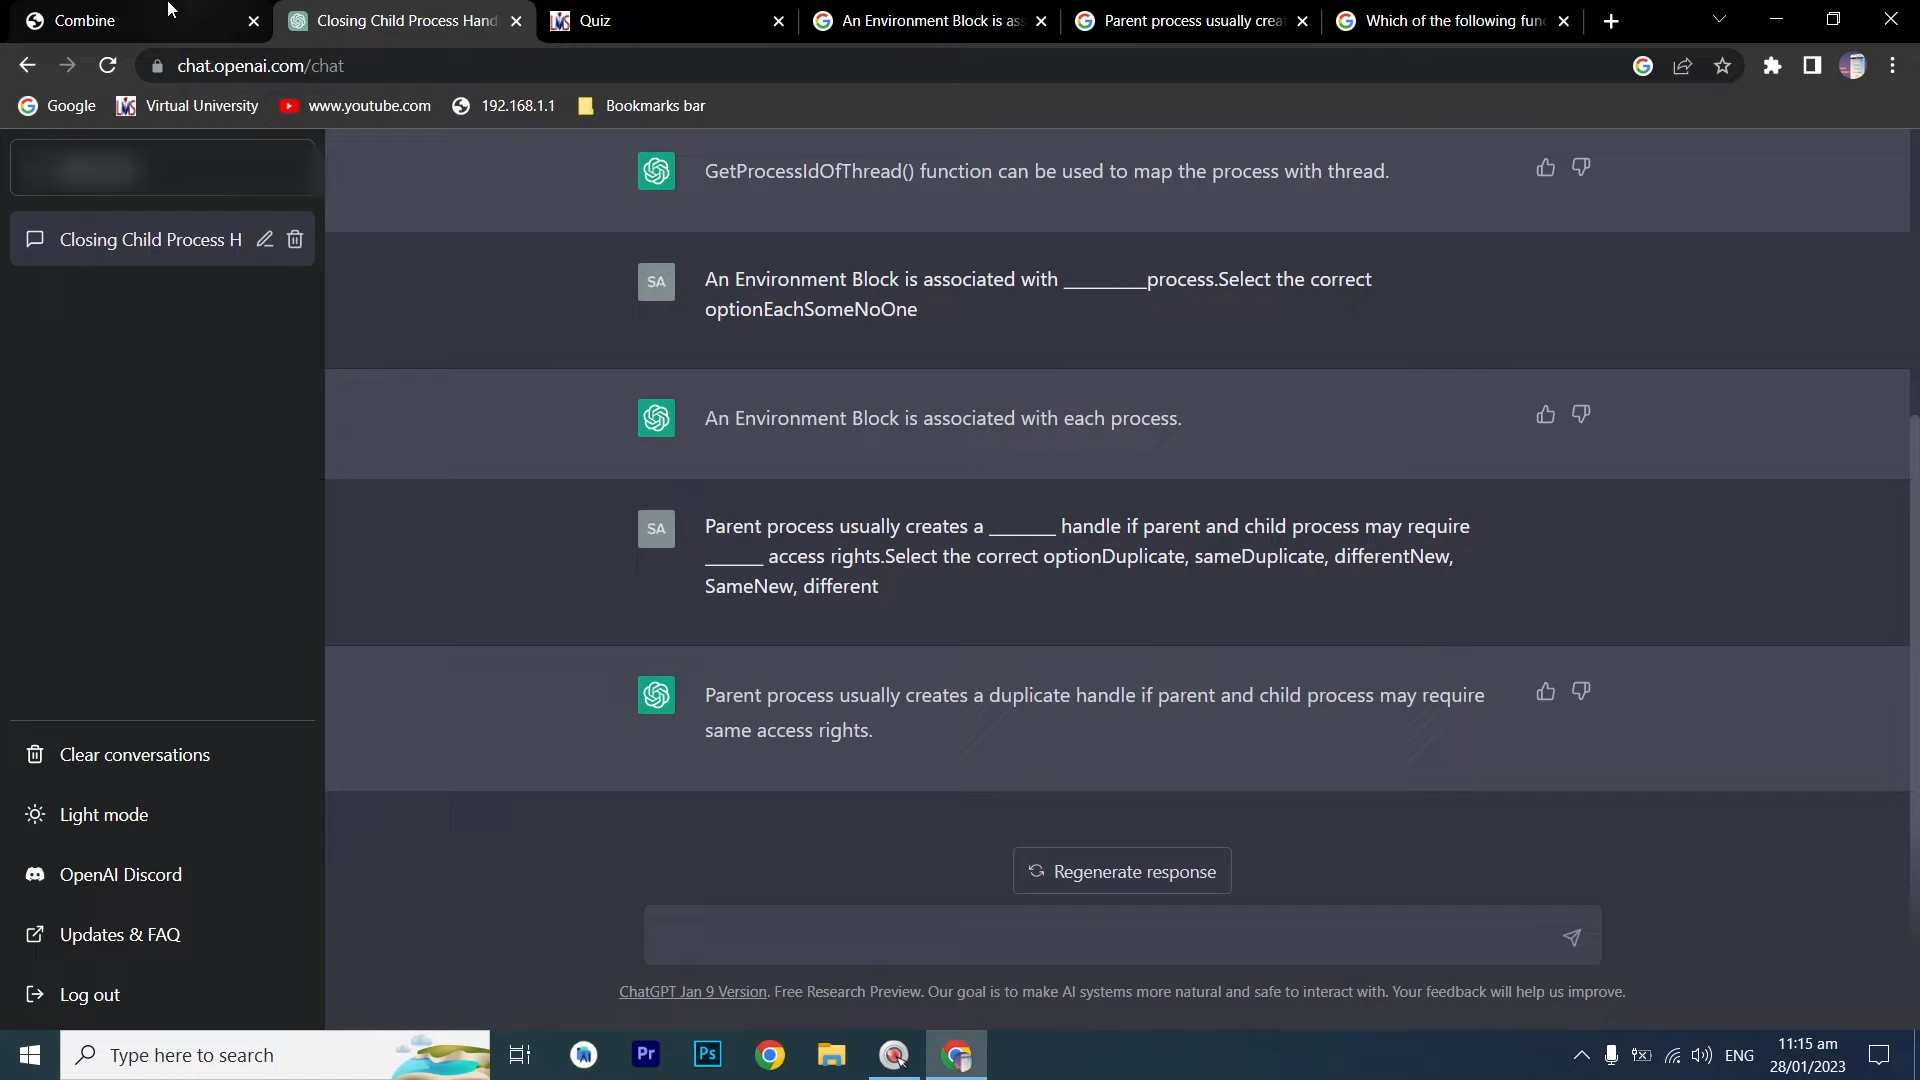 Combine
Closing Child Process Hand
Quiz
An Environment Block is as
Parent process usually crea
Which of the following fun
chat.openai.com/chat
Google
Virtual University
www.youtube.com
192.168.1.1
Bookmarks bar
GetProcessIdOfThread() function can be used to map the process with thread.
Closing Child Process H
SA
An Environment Block is associated with _________process.Select the correct
optionEachSomeNoOne
An Environment Block is associated with each process.
SA
Parent process usually creates a _______ handle if parent and child process may require
______ access rights.Select the correct optionDuplicate, sameDuplicate, differentNew,
SameNew, different
Parent process usually creates a duplicate handle if parent and child process may require
same access rights.
Clear conversations
Light mode
OpenAI Discord
Updates & FAQ
Log out
Regenerate response
ChatGPT Jan 9 Version. Free Research Preview. Our goal is to make AI systems more natural and safe to interact with. Your feedback will help us improve.
Type here to search
Pr
Ps
ENG
11:15 am
28/01/2023